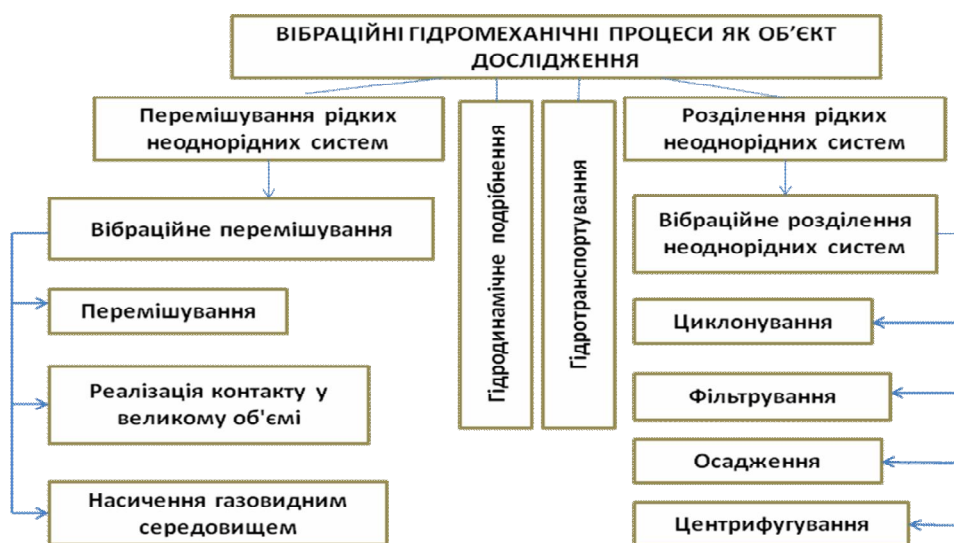 ВІБРАЦІЙНІ ГІДРОМЕХАНІЧНІ ПРОЦЕСИ ЯК ОБ’ЄКТ
ДОСЛІДЖЕННЯ
Перемішування рідких
неоднорідних систем
Вібраційне перемішування
Перемішування
Реалізація контакту у
великому об'ємі
Насичення газовидним
середовищем
Гідродинамічне подрібнення
Гідротранспортування
Розділення рідких
неоднорідних систем
Вібраційне розділення
неоднорідних систем
Циклонування
Фільтрування
Осадження
Центрифугування